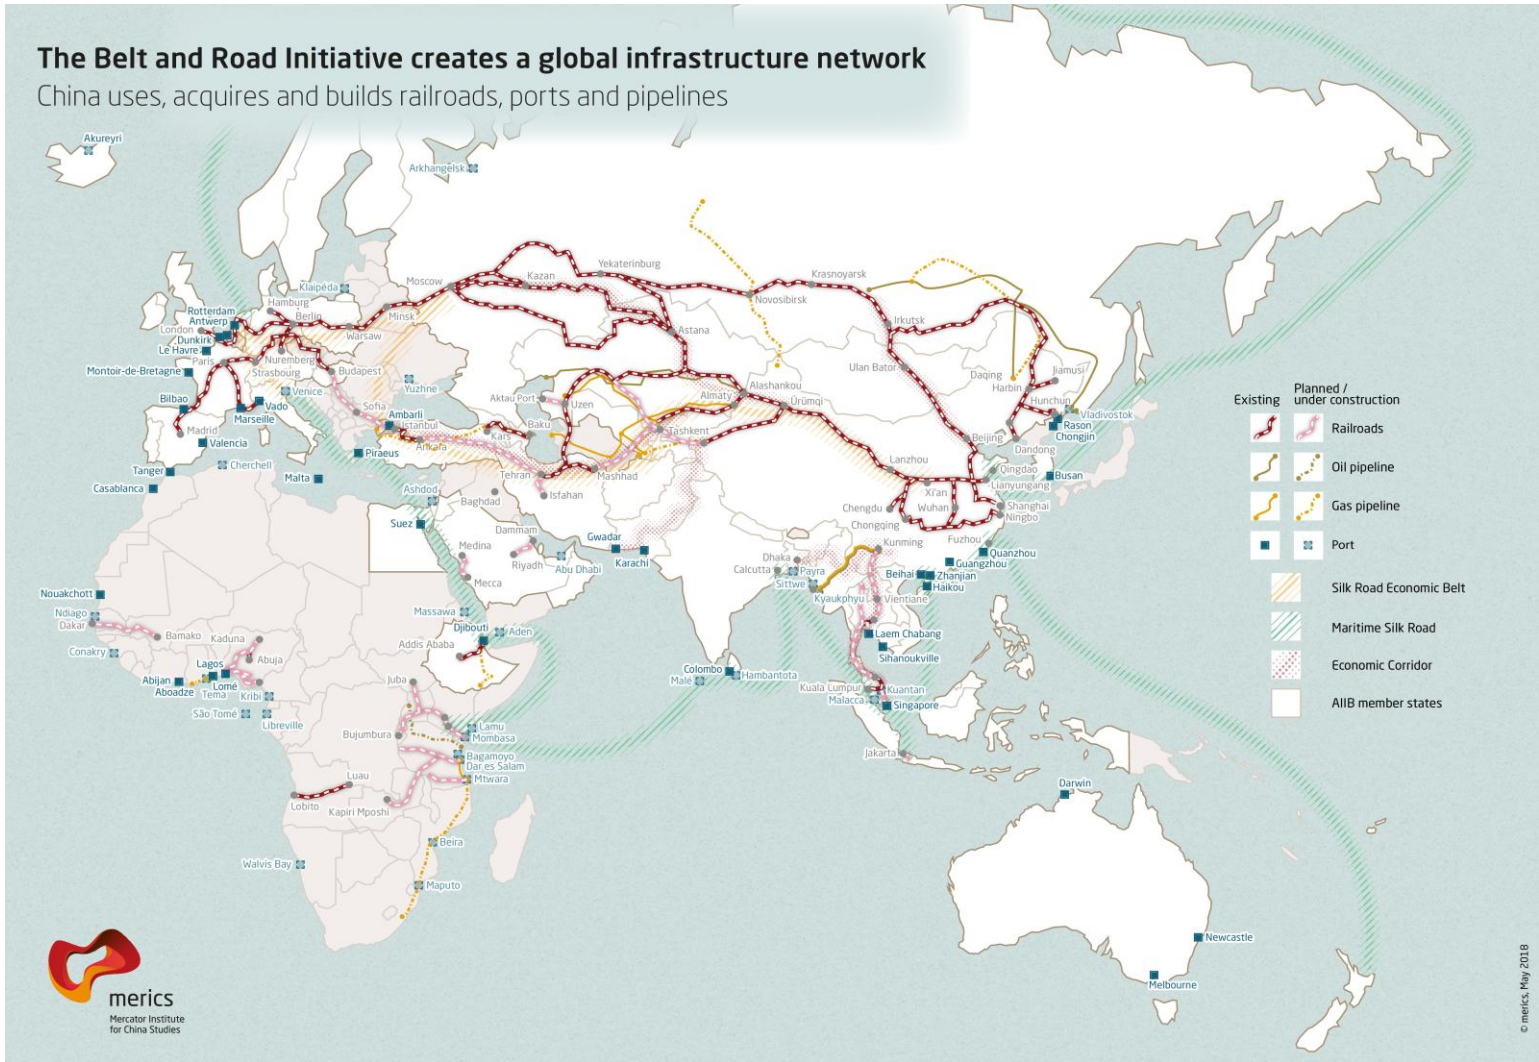 The Belt and Road Initiative creates a global infrastructure network
China uses, acquires and builds railroads, ports and pipelines
Akureyri
Arkhangelsk
Klaipėda
Moscow
Kazan
Yekaterinburg
Krasnoyarsk
Novosibirsk
Rotterdam
Antwerp
London
Dunkirk
Le Havre
Paris
Hamburg
Berlin
Minsk
Warsaw
Nuremberg
Strasbourg
Budapest
Montoir-de-Bretagne
Venice
Yuzhne
Bilbao
Vado
Marseille
Madrid
Valencia
Sofia
Ambarli
Istanbul
Ankara
Kars
Baku
Aktau Port
Uzen
Astana
Almaty
Alashankou
Ürümqi
Tashkent
Irkutsk
Ulan Bator
Daqing
Harbin
Jiamusi
Hunchun
Vladivostok
Rason
Chongjin
Beijing
Dandong
Tanger
Casablanca
Cherchell
Malta
Piraeus
Ashdod
Suez
Tehran
Mashhad
Isfahan
Baghdad
Lanzhou
Qingdao
Lianyungang
Busan
Xi'an
Wuhan
Chengdu
Chongqing
Shanghai
Ningbo
Fuzhou
Quanzhou
Guangzhou
Kunming
Beihai
Zhanjian
Haikou
Dammam
Riyadh
Medina
Mecca
Abu Dhabi
Gwadar
Karachi
Dhaka
Calcutta
Payra
Sittwe
Kyaukphyu
Vientiane
Nouakchott
Ndiago
Dakar
Bamako
Kaduna
Conakry
Abuja
Lagos
Abijan
Aboadze
Lomé
Tema
Kribi
São Tomé
Libreville
Massawa
Djibouti
Aden
Addis Ababa
Juba
Bujumbura
Lamu
Mombasa
Bagamoyo
Dar es Salam
Mtwara
Luau
Lobito
Kapiri Mposhi
Beira
Walvis Bay
Maputo
Colombo
Hambantota
Malé
Laem Chabang
Sihanoukville
Kuala Lumpur
Kuantan
Malacca
Singapore
Jakarta
Darwin
Newcastle
Melbourne
Existing
Planned /
under construction
Railroads
Oil pipeline
Gas pipeline
Port
Silk Road Economic Belt
Maritime Silk Road
Economic Corridor
AIIB member states
merics
Mercator Institute
for China Studies
© merics, May 2018